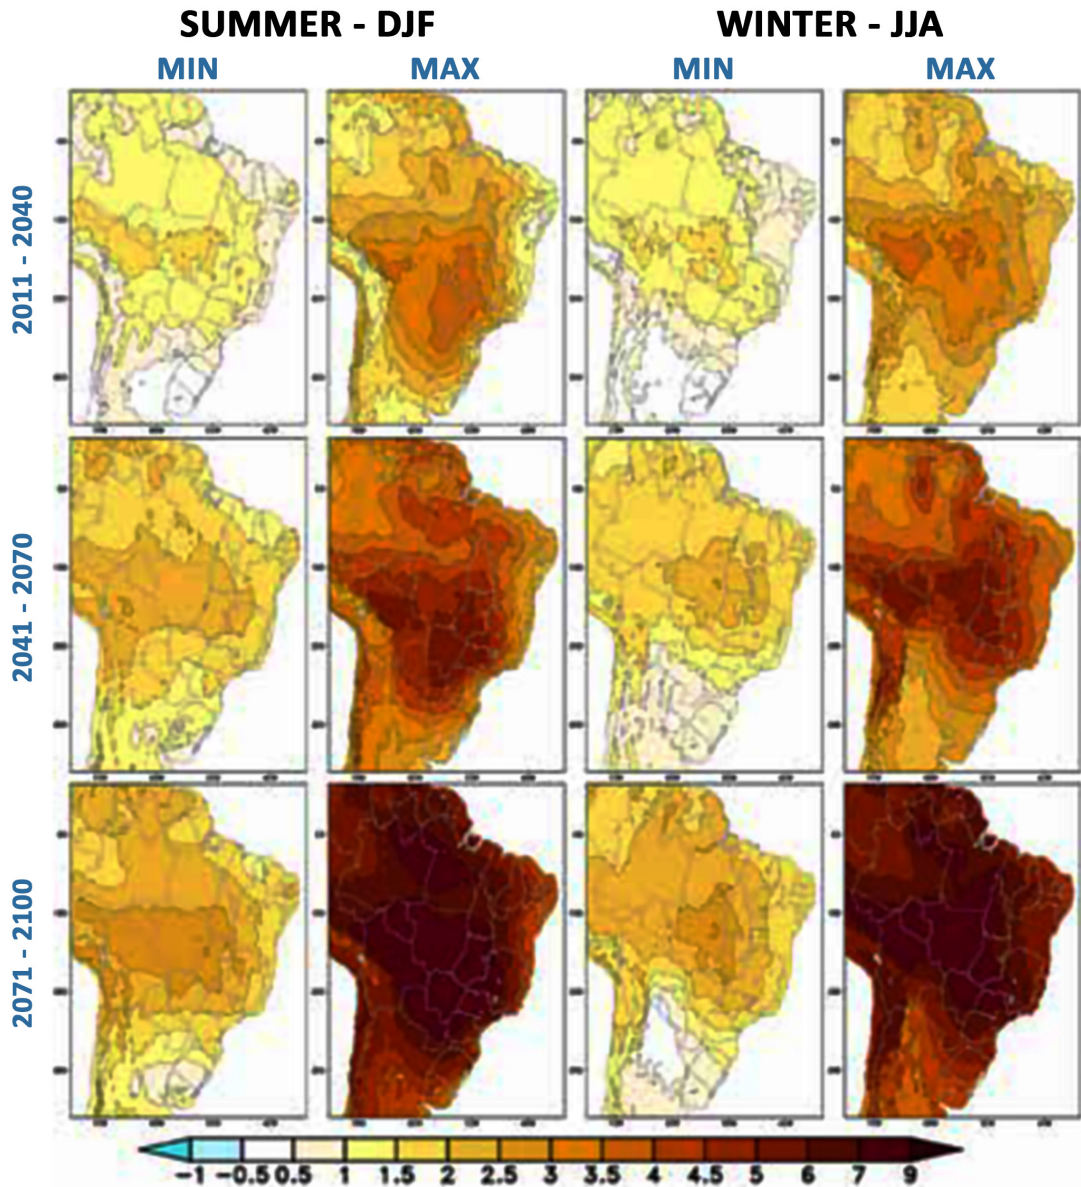 SUMMER - DJF WINTER - JJA
MIN MAX MIN MAX
2011 - 2040
2041 - 2070
2071 - 2100
−1 −0.5 0.5 1 1.5 2 2.5 3 3.5 4 4.5 5 6 7 9